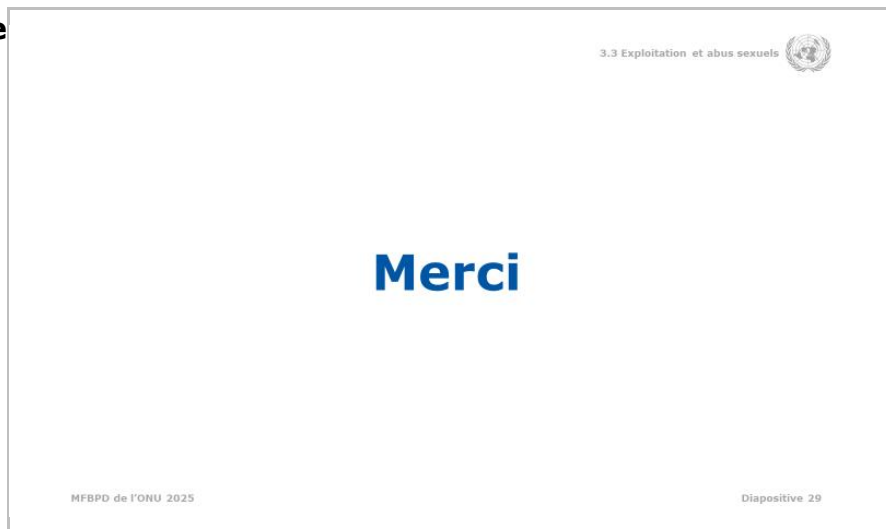 e
3.3 Exploitation et abus sexuels
Merci
MFBPD de l’ONU 2025
Diapositive 29